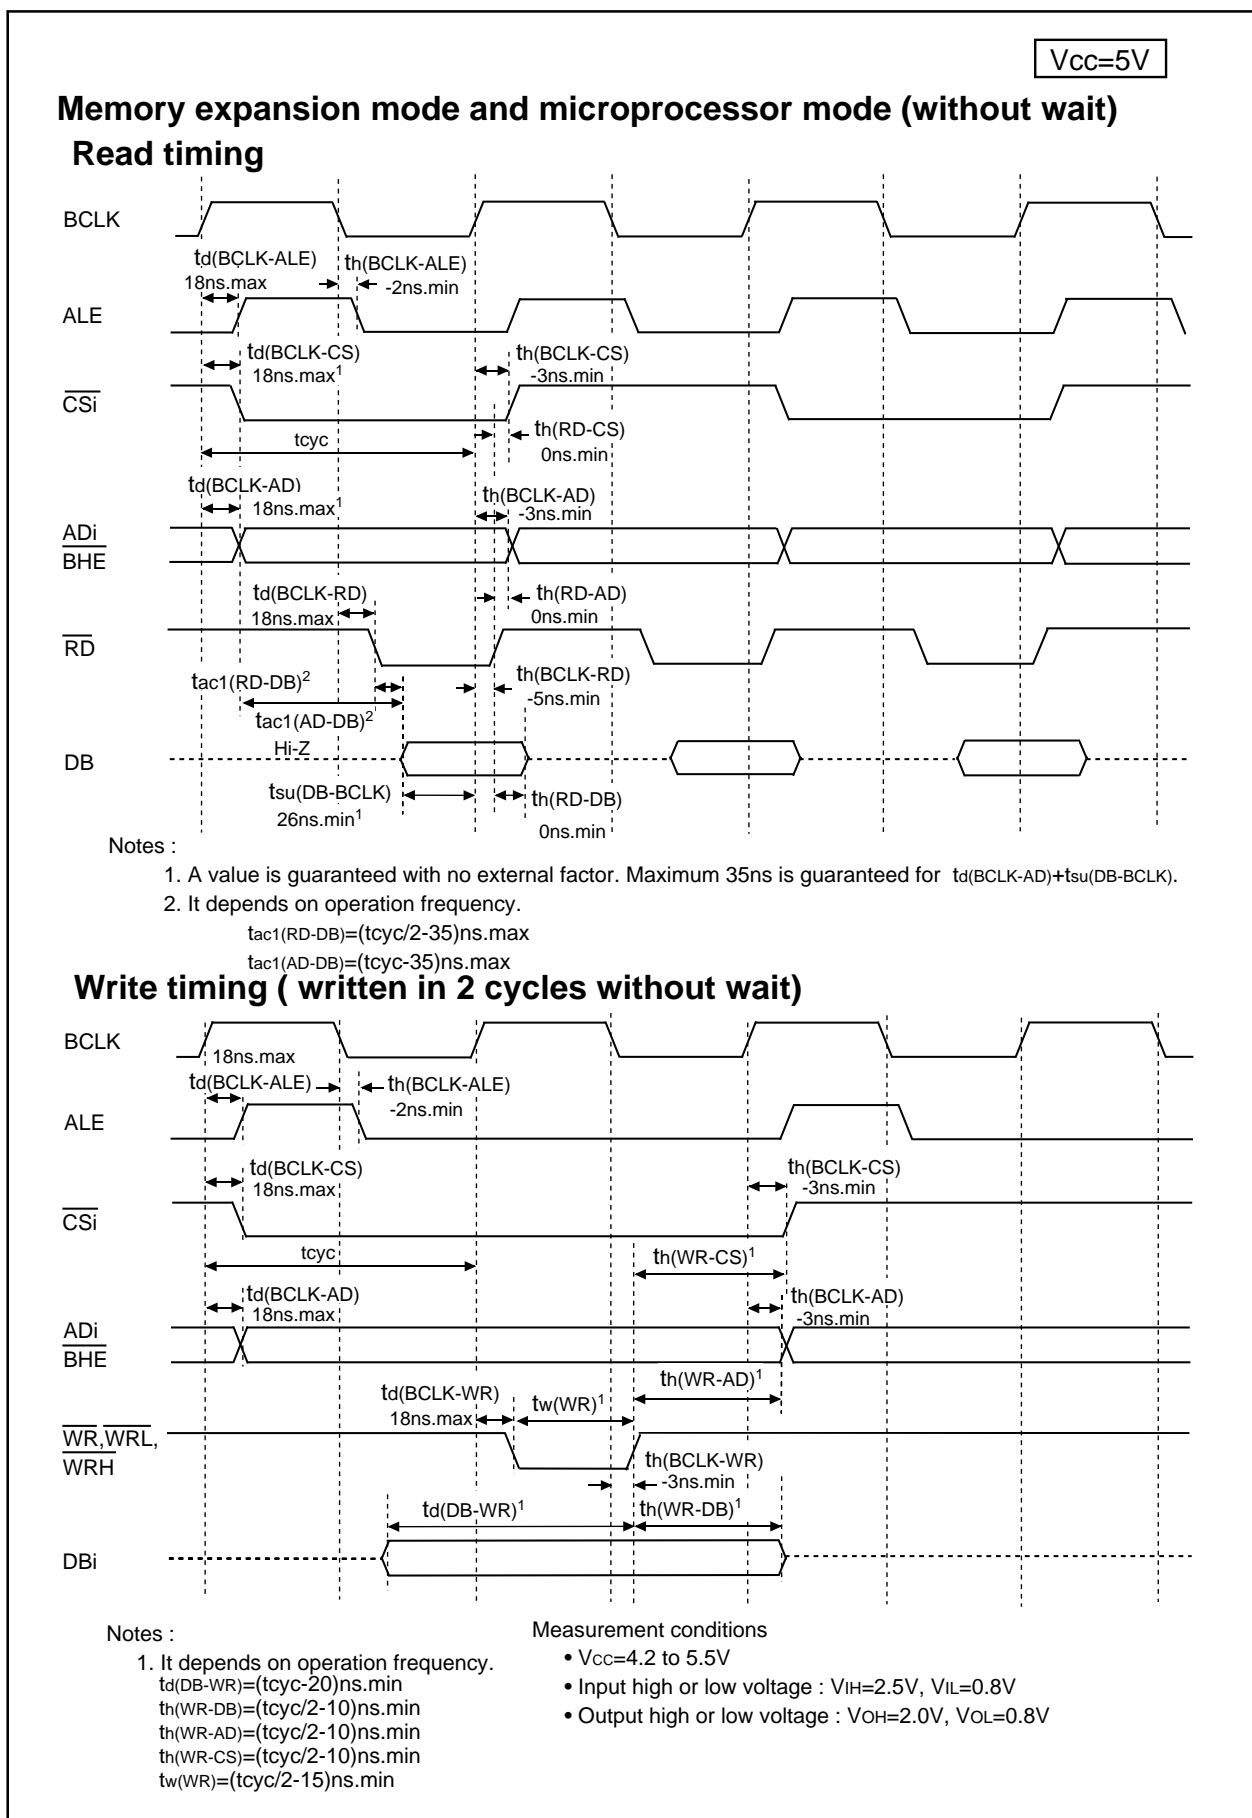 Vcc=5V
Memory expansion mode and microprocessor mode (without wait)
Read timing
BCLK
td(BCLK-ALE)
18ns.max
th(BCLK-ALE)
-2ns.min
ALE
td(BCLK-CS)
18ns.max1
th(BCLK-CS)
-3ns.min
CSi
tcyc
th(RD-CS)
0ns.min
td(BCLK-AD)
18ns.max1
th(BCLK-AD)
-3ns.min
ADi
BHE
td(BCLK-RD)
18ns.max
th(RD-AD)
0ns.min
RD
tac1(RD-DB)2
th(BCLK-RD)
-5ns.min
tac1(AD-DB)2
Hi-Z
DB
tsu(DB-BCLK)
26ns.min1
th(RD-DB)
0ns.min
Notes :
1. A value is guaranteed with no external factor. Maximum 35ns is guaranteed for td(BCLK-AD)+tsu(DB-BCLK).
2. It depends on operation frequency.
tac1(RD-DB)=(tcyc/2-35)ns.max
tac1(AD-DB)=(tcyc-35)ns.max
Write timing ( written in 2 cycles without wait)
BCLK
18ns.max
td(BCLK-ALE)
th(BCLK-ALE)
-2ns.min
ALE
td(BCLK-CS)
18ns.max
th(BCLK-CS)
-3ns.min
CSi
tcyc
th(WR-CS)1
td(BCLK-AD)
18ns.max
th(BCLK-AD)
-3ns.min
ADi
BHE
th(WR-AD)1
td(BCLK-WR)
18ns.max
tw(WR)1
WR,WRL,
WRH
th(BCLK-WR)
-3ns.min
td(DB-WR)1
th(WR-DB)1
DBi
Notes :
1. It depends on operation frequency.
td(DB-WR)=(tcyc-20)ns.min
th(WR-DB)=(tcyc/2-10)ns.min
th(WR-AD)=(tcyc/2-10)ns.min
th(WR-CS)=(tcyc/2-10)ns.min
tw(WR)=(tcyc/2-15)ns.min
Measurement conditions
• VCC=4.2 to 5.5V
• Input high or low voltage : VIH=2.5V, VIL=0.8V
• Output high or low voltage : VOH=2.0V, VOL=0.8V